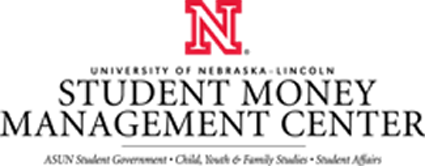 N
UNIVERSITY OF NEBRASKA–LINCOLN
STUDENT MONEY
MANAGEMENT CENTER
ASUN Student Government • Child, Youth & Family Studies • Student Affairs